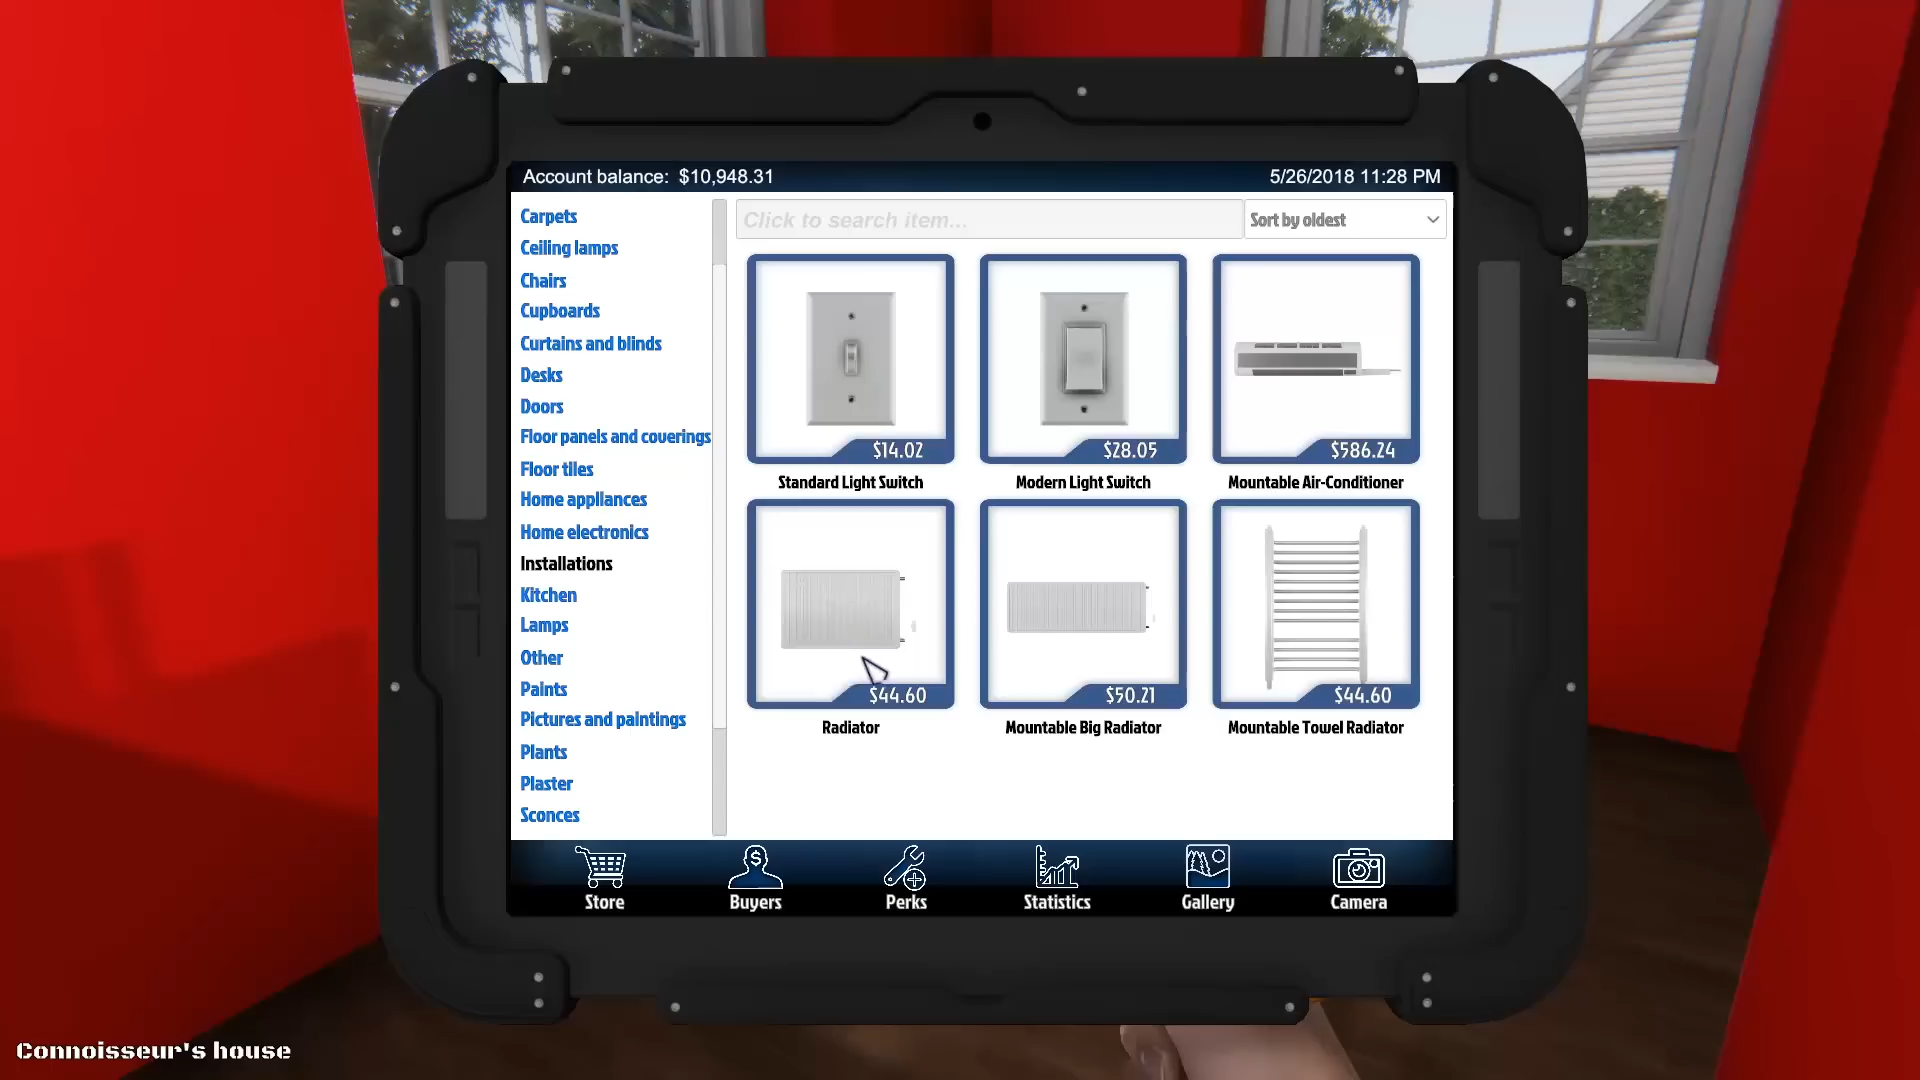 Account balance: $10,948.31
5/26/2018 11:28 PM
Carpets
Ceiling lamps
Chairs
Cupboards
Curtains and blinds
Desks
Doors
Floor panels and coverings
Floor tiles
Home appliances
Home electronics
Installations
Kitchen
Lamps
Other
Paints
Pictures and paintings
Plants
Plaster
Sconces
Click to search item...
Sort by oldest
$14.02
$28.05
$586.24
Standard Light Switch
Modern Light Switch
Mountable Air-Conditioner
$44.60
$50.21
$44.60
Radiator
Mountable Big Radiator
Mountable Towel Radiator
Store
Buyers
Perks
Statistics
Gallery
Camera
Connoisseur's house